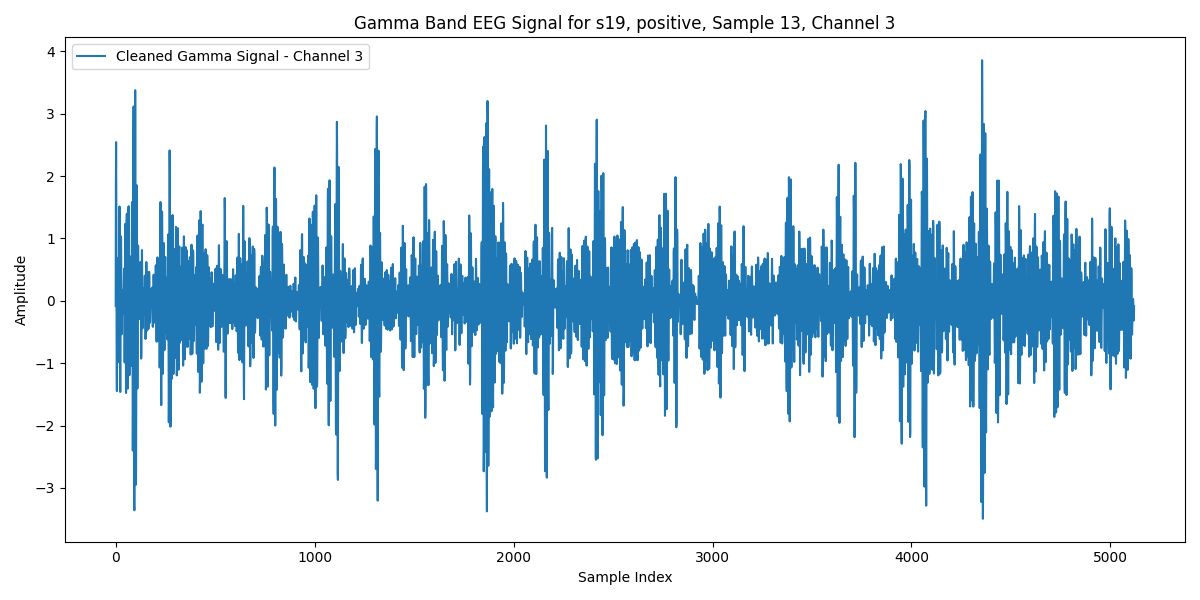 Gamma Band EEG Signal for s19, positive, Sample 13, Channel 3
Cleaned Gamma Signal - Channel 3
4
3
2
1
0
−1
−2
−3
Amplitude
0 1000 2000 3000 4000 5000
Sample Index